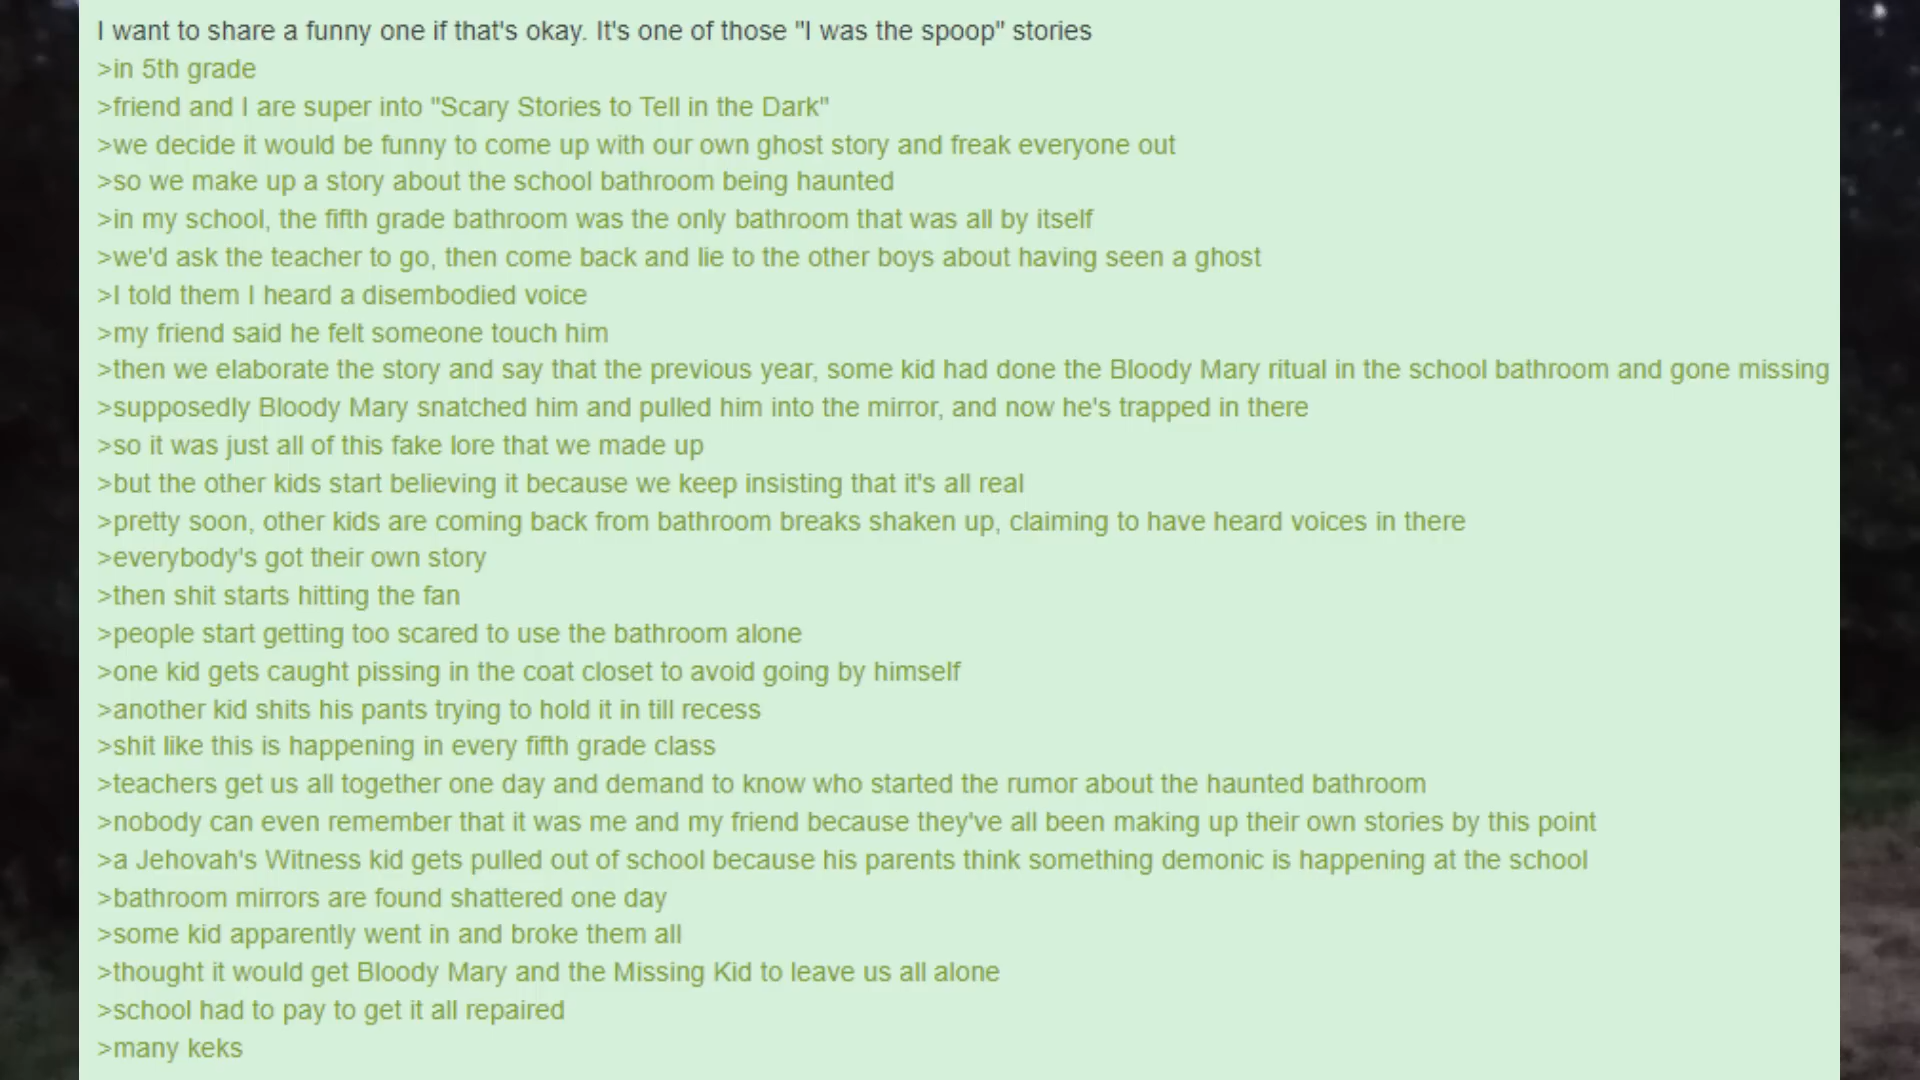 I want to share a funny one if that's okay. It's one of those "I was the spoop" stories
>in 5th grade
>friend and I are super into "Scary Stories to Tell in the Dark"
>we decide it would be funny to come up with our own ghost story and freak everyone out
>so we make up a story about the school bathroom being haunted
>in my school, the fifth grade bathroom was the only bathroom that was all by itself
>we'd ask the teacher to go, then come back and lie to the other boys about having seen a ghost
>I told them I heard a disembodied voice
>my friend said he felt someone touch him
>then we elaborate the story and say that the previous year, some kid had done the Bloody Mary ritual in the school bathroom and gone missing
>supposedly Bloody Mary snatched him and pulled him into the mirror, and now he's trapped in there
>so it was just all of this fake lore that we made up
>but the other kids start believing it because we keep insisting that it's all real
>pretty soon, other kids are coming back from bathroom breaks shaken up, claiming to have heard voices in there
>everybody's got their own story
>then shit starts hitting the fan
>people start getting too scared to use the bathroom alone
>one kid gets caught pissing in the coat closet to avoid going by himself
>another kid shits his pants trying to hold it in till recess
>shit like this is happening in every fifth grade class
>teachers get us all together one day and demand to know who started the rumor about the haunted bathroom
>nobody can even remember that it was me and my friend because they've all been making up their own stories by this point
>a Jehovah's Witness kid gets pulled out of school because his parents think something demonic is happening at the school
>bathroom mirrors are found shattered one day
>some kid apparently went in and broke them all
>thought it would get Bloody Mary and the Missing Kid to leave us all alone
>school had to pay to get it all repaired
>many keks